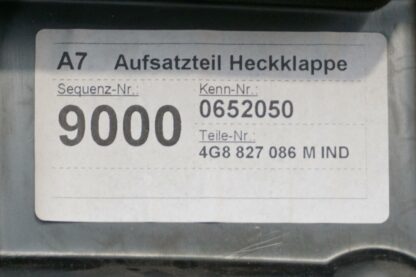 A7 Aufsatzteil Heckklappe
Sequenz-Nr.: Kenn-Nr.:
9000 0652050
Teile-Nr.:
4G8 827 086 M IND